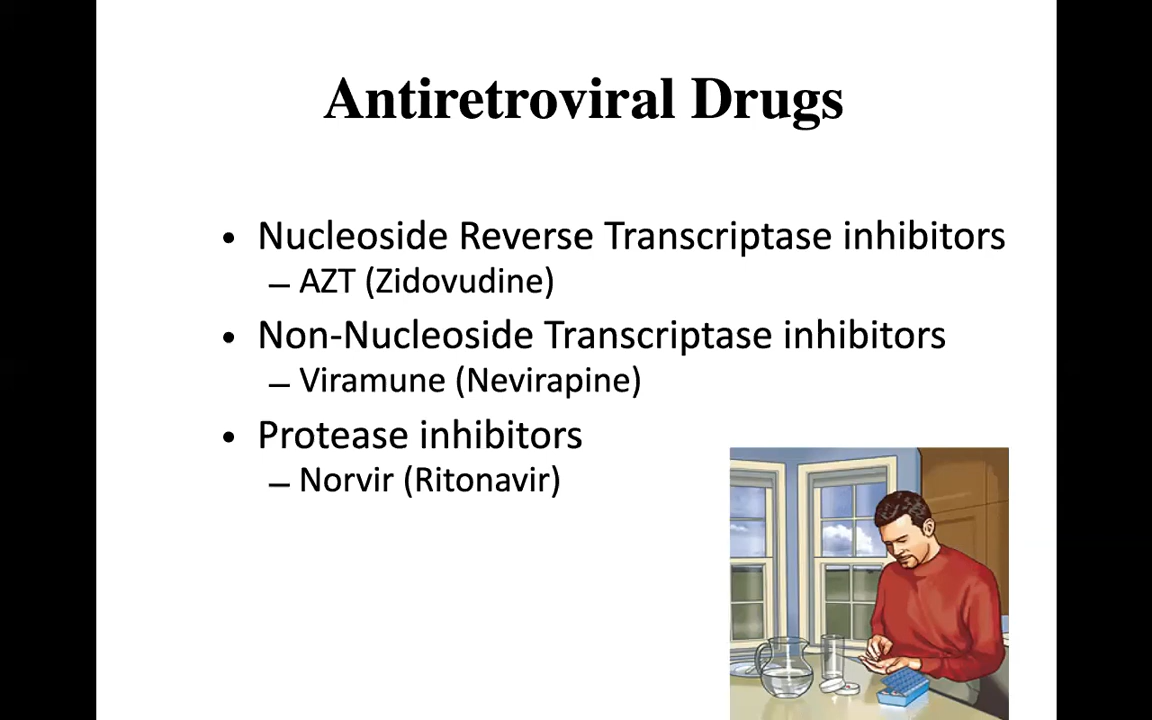 Antiretroviral Drugs
• Nucleoside Reverse Transcriptase inhibitors
– AZT (Zidovudine)
• Non-Nucleoside Transcriptase inhibitors
– Viramune (Nevirapine)
• Protease inhibitors
– Norvir (Ritonavir)